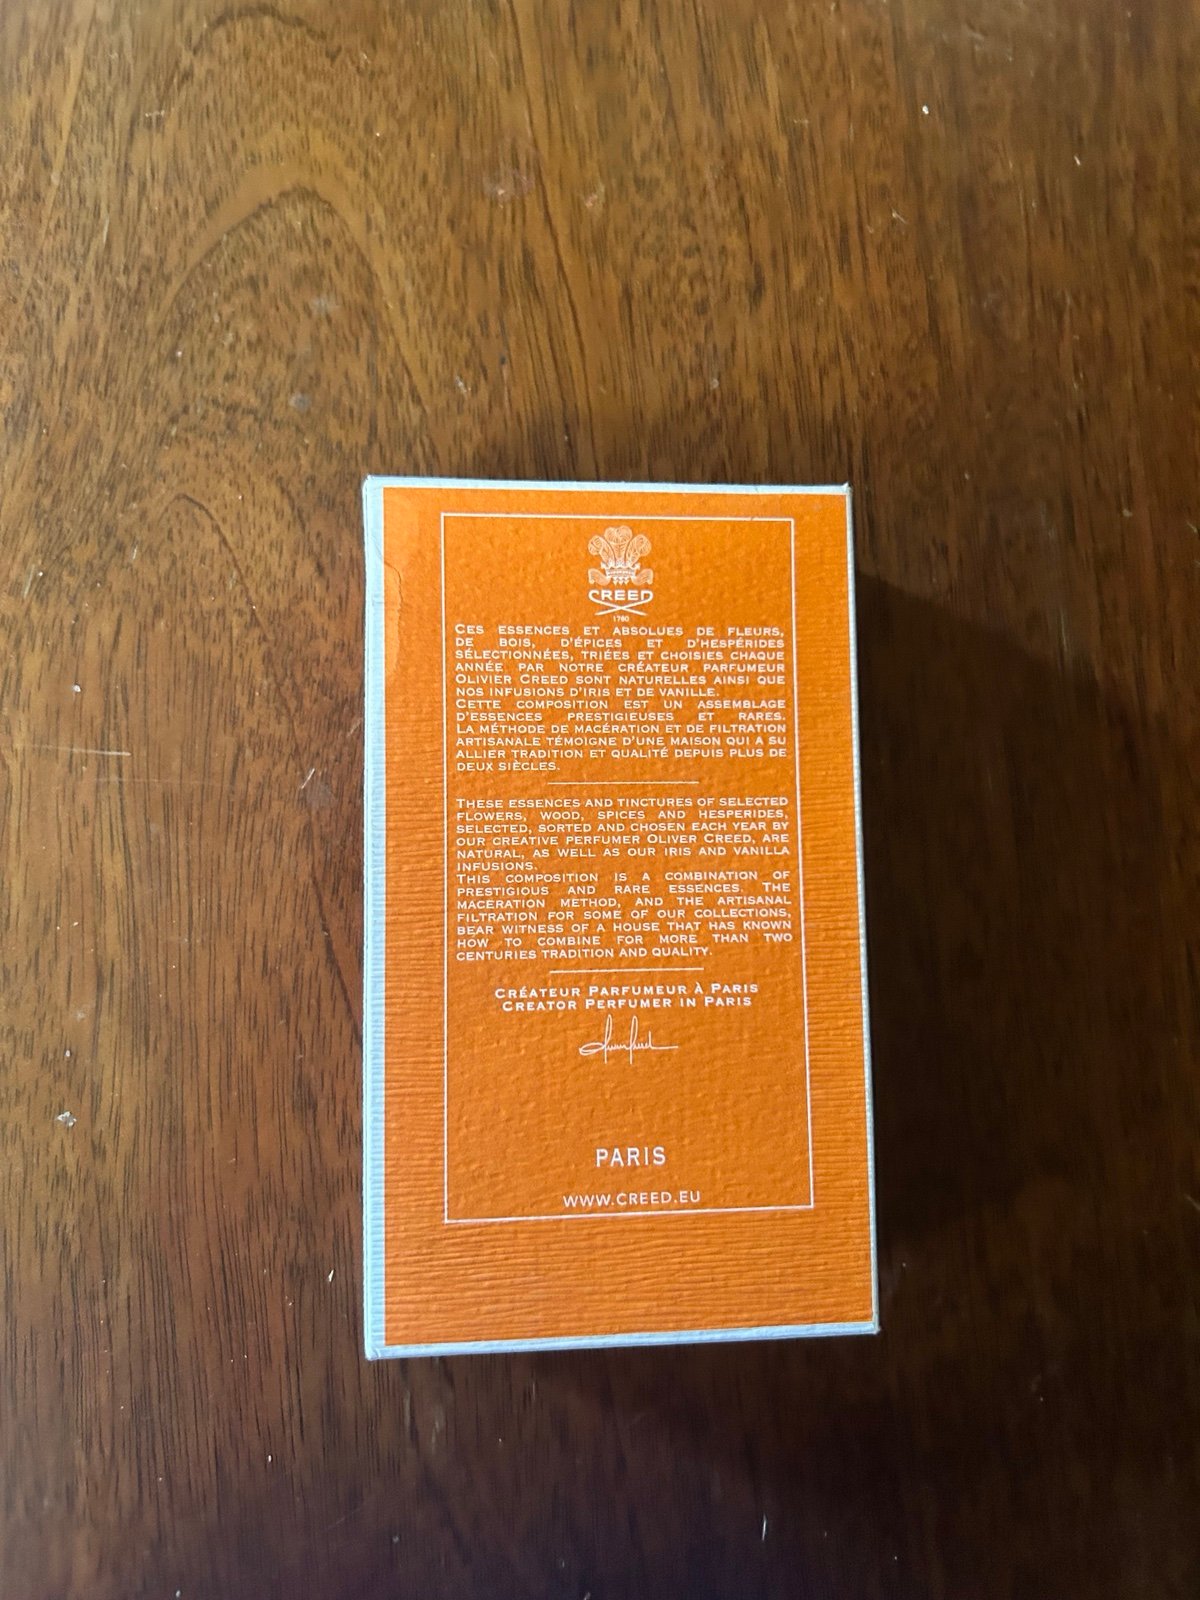 CREED
1760
CES ESSENCES ET ABSOLUES DE FLEURS,
DE BOIS, D'ÉPICES ET D'HESPÉRIDES
SÉLECTIONNÉES, TRIÉES ET CHOISIES CHAQUE
ANNÉE PAR NOTRE CRÉATEUR PARFUMEUR
OLIVIER CREED SONT NATURELLES AINSI QUE
NOS INFUSIONS D'IRIS ET DE VANILLE.
CETTE COMPOSITION EST UN ASSEMBLAGE
D'ESSENCES PRESTIGIEUSES ET RARES.
LA MÉTHODE DE MACÉRATION ET DE FILTRATION
ARTISANALE TÉMOIGNE D'UNE MAISON QUI A SU
ALLIER TRADITION ET QUALITÉ DEPUIS PLUS DE
DEUX SIÈCLES.
THESE ESSENCES AND TINCTURES OF SELECTED
FLOWERS, WOOD, SPICES AND HESPERIDES,
SELECTED, SORTED AND CHOSEN EACH YEAR BY
OUR CREATIVE PERFUMER OLIVER CREED, ARE
NATURAL, AS WELL AS OUR IRIS AND VANILLA
INFUSIONS.
THIS COMPOSITION IS A COMBINATION OF
PRESTIGIOUS AND RARE ESSENCES. THE
MACERATION METHOD, AND THE ARTISANAL
FILTRATION FOR SOME OF OUR COLLECTIONS,
BEAR WITNESS OF A HOUSE THAT HAS KNOWN
HOW TO COMBINE FOR MORE THAN TWO
CENTURIES TRADITION AND QUALITY.
CRÉATEUR PARFUMEUR À PARIS
CREATOR PERFUMER IN PARIS
PARIS
WWW.CREED.EU